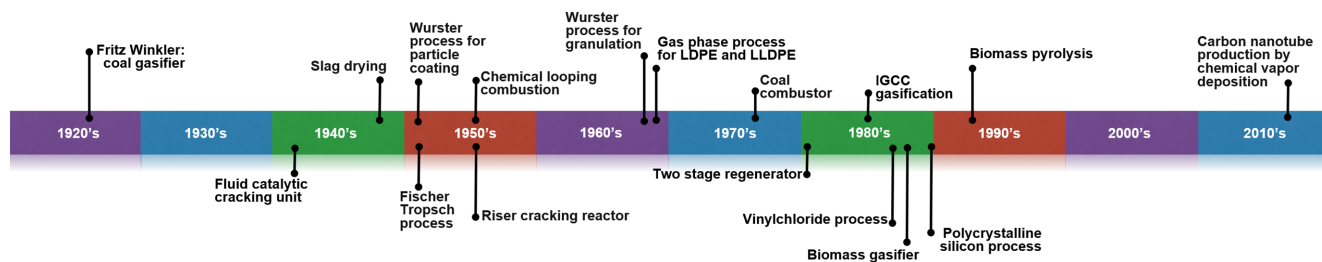 Fritz Winkler:
coal gasifier
Slag drying
Wurster
process for
particle
coating
Chemical looping
combustion
Wurster
process for
granulation
Gas phase process
for LDPE and LLDPE
Coal
combustor
IGCC
gasification
Biomass pyrolysis
Carbon nanotube
production by
chemical vapor
deposition
1920's
1930's
1940's
1950's
1960's
1970's
1980's
1990's
2000's
2010's
Fluid catalytic
cracking unit
Fischer
Tropsch
process
Riser cracking reactor
Two stage regenerator
Vinylchloride process
Biomass gasifier
Polycrystalline
silicon process